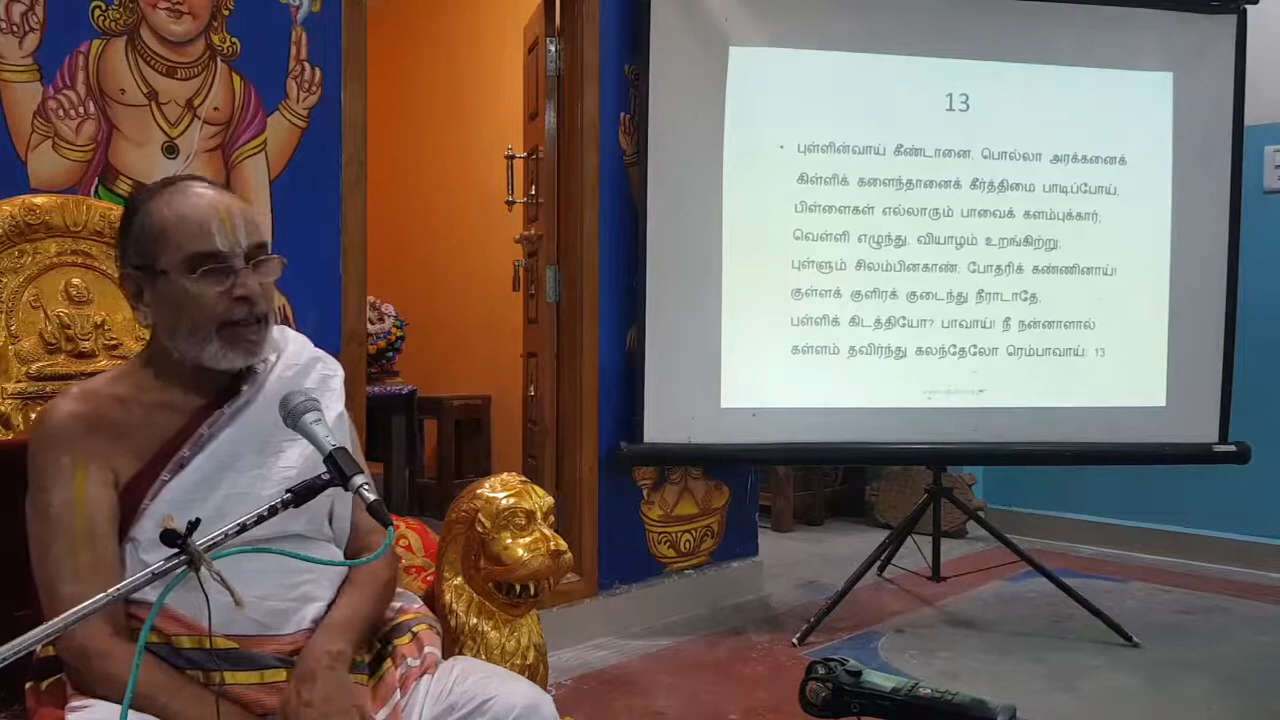 13
• புள்ளின்வாய் கீண்டானை, பொல்லா அரக்கனைக்
கிள்ளிக் களைந்தானைக் கீர்த்திமை பாடிப்போய்,
பிள்ளைகள் எல்லாரும் பாவைக் களம்புக்கார்;
வெள்ளி எழுந்து, வியாழம் உறங்கிற்று;
புள்ளும் சிலம்பினகாண்; போதரிக் கண்ணினாய்!
குள்ளக் குளிரக் குடைந்து நீராடாதே,
பள்ளிக் கிடத்தியோ? பாவாய்! நீ நன்னாளால்
கள்ளம் தவிர்ந்து கலந்தேலோ ரெம்பாவாய். 13